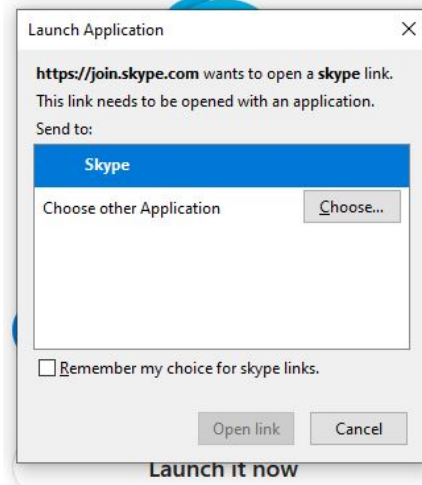 Launch Application
https://join.skype.com wants to open a skype link.
This link needs to be opened with an application.
Send to:
Skype
Choose other Application
Choose...
Remember my choice for skype links.
Open link
Cancel
Launch it now